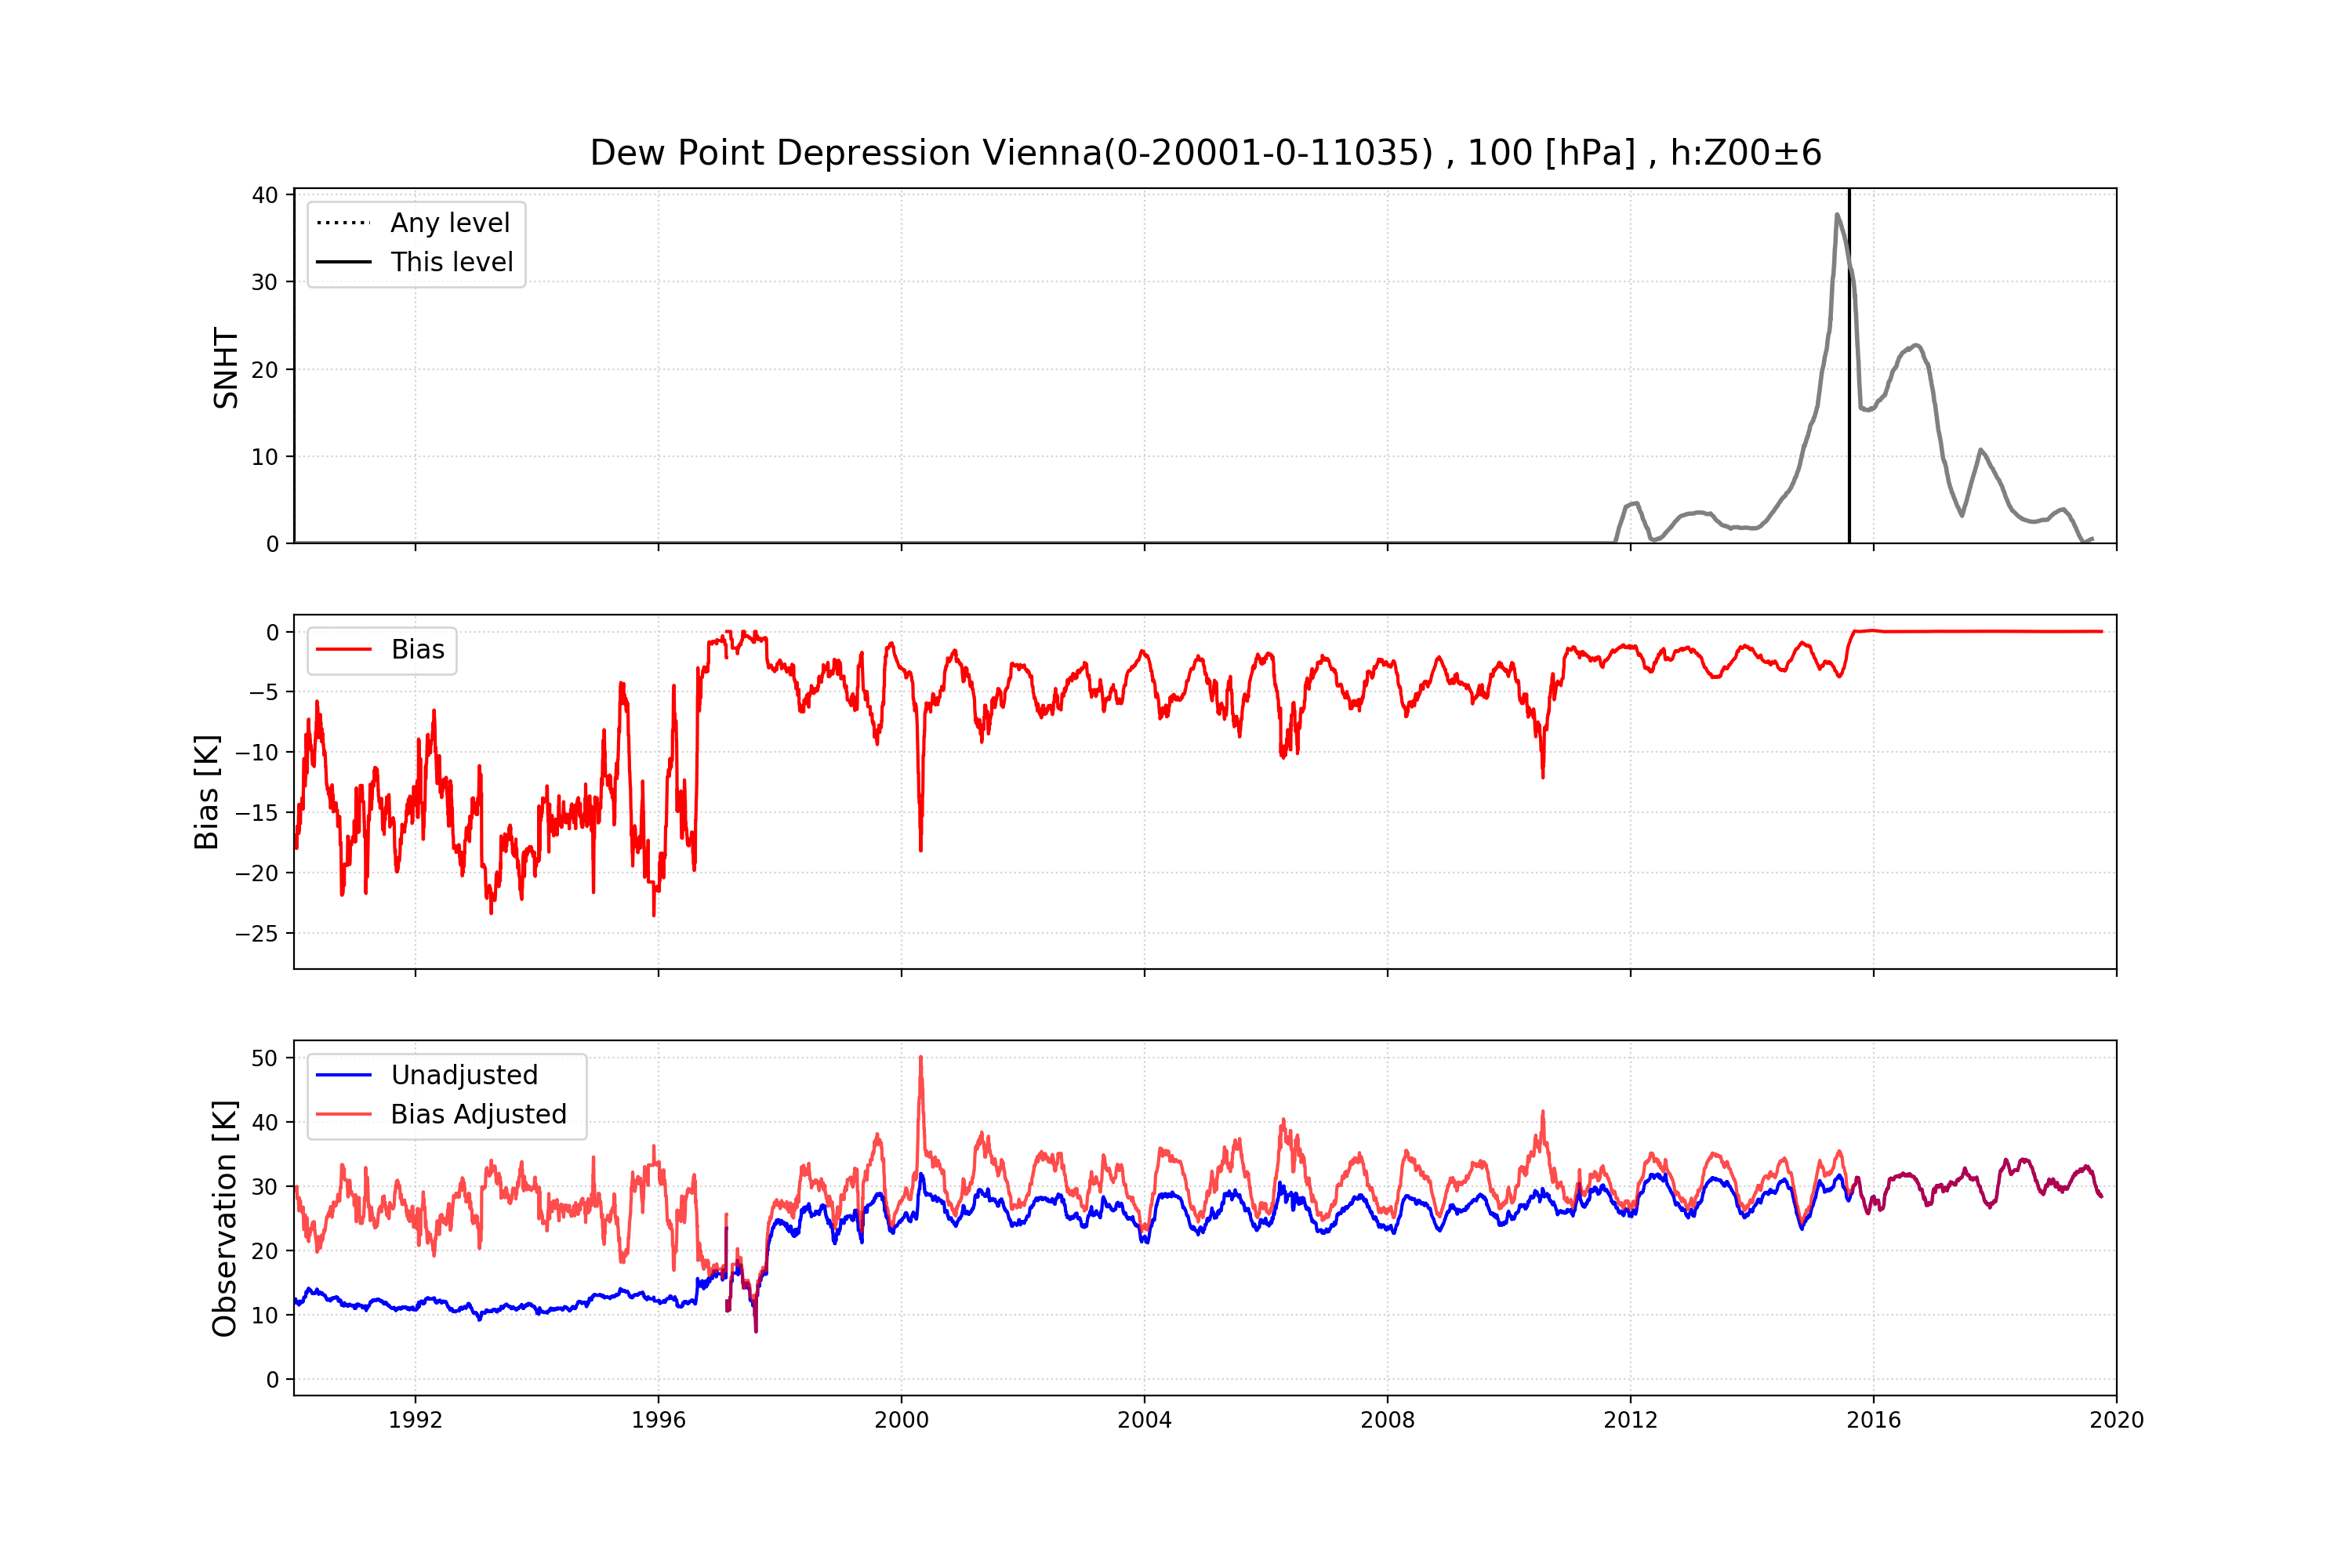 Dew Point Depression Vienna(0-20001-0-11035) , 100 [hPa] , h:Z00±6
40
30
20
10
0
SNHT
Any level
This level
0
−5
−10
−15
−20
−25
Bias [K]
Bias
50
40
30
20
10
0
Observation [K]
Unadjusted
Bias Adjusted
1992 1996 2000 2004 2008 2012 2016 2020